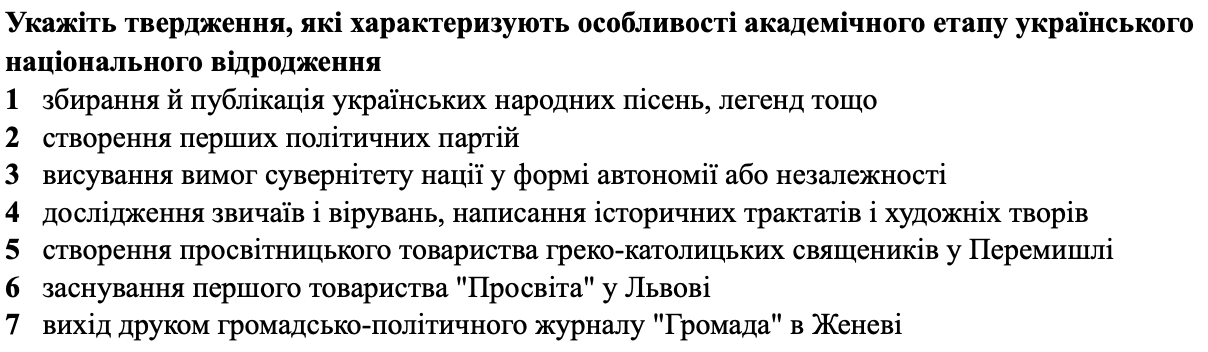 Укажіть твердження, які характеризують особливості академічного етапу українського
національного відродження
1 збирання й публікація українських народних пісень, легенд тощо
2 створення перших політичних партій
3 висування вимог сувернітету нації у формі автономії або незалежності
4 дослідження звичаїв і вірувань, написання історичних трактатів і художніх творів
5 створення просвітницького товариства греко-католицьких священиків у Перемишлі
6 заснування першого товариства "Просвіта" у Львові
7 вихід друком громадсько-політичного журналу "Громада" в Женеві